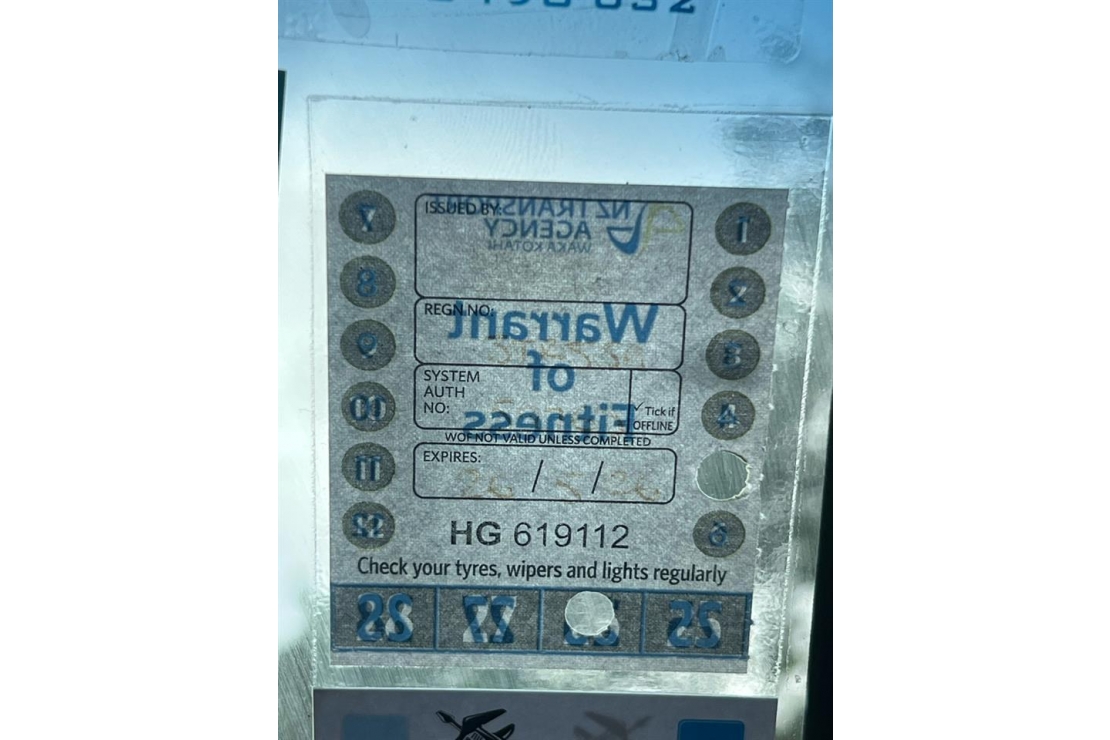 ISSUED BY:
NZ TRANSPORT
AGENCY
WAKA KOTAHI
7
1
8
2
REGN.NO:
Warrant
9
3
of
SYSTEM
AUTH
NO:
10
4
✓ Tick if
OFFLINE
Fitness
WOF NOT VALID UNLESS COMPLETED
11
EXPIRES: / /
12
6
HG 619112
Check your tyres, wipers and lights regularly
28 27 25